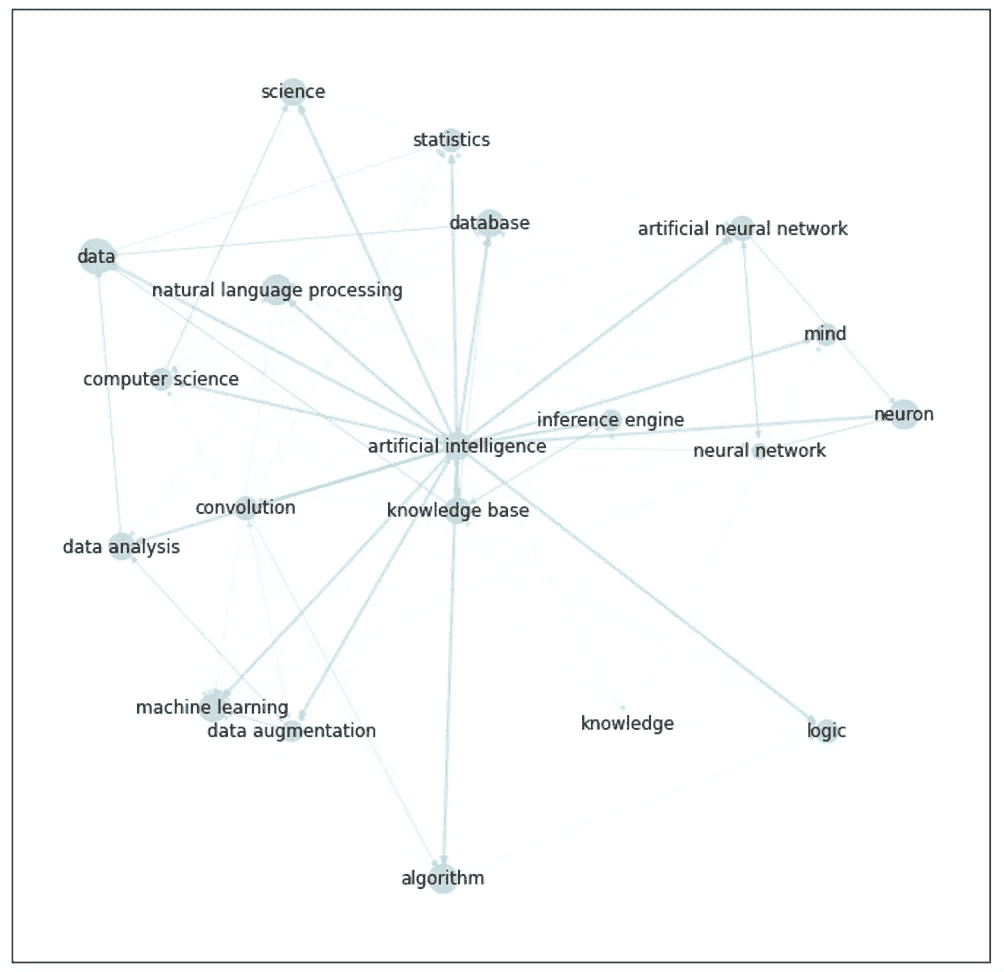 science
statistics
database
artificial neural network
data
natural language processing
mind
computer science
inference engine
neuron
artificial intelligence
neural network
convolution
knowledge base
data analysis
machine learning
data augmentation
knowledge
logic
algorithm